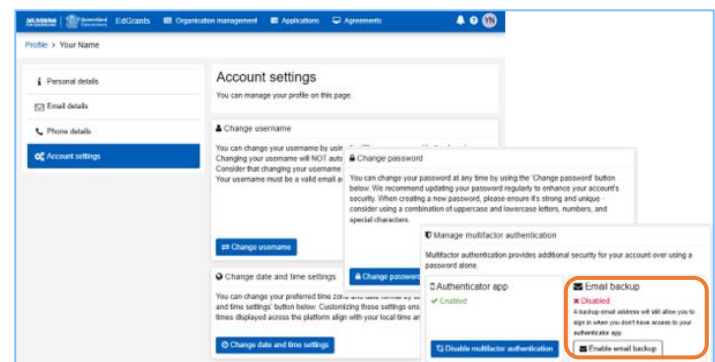 Queensland Government EdGrants Organisation management Applications Agreements YN
Profile > Your Name
Personal details
Email details
Phone details
Account settings
Account settings
You can manage your profile on this page.
Change username
You can change your username by
Changing your username will NOT
Consider that changing your username
Your username must be a valid email
Change username
Change date and time settings
You can change your preferred time
and time settings' button below. Customizing these settings
times displayed across the platform align with your local time
Change date and time settings
Change password
You can change your password at any time by using the 'Change password' button
below. We recommend updating your password regularly to enhance your account's
security. When creating a new password, please ensure it's strong and unique -
consider using a combination of uppercase and lowercase letters, numbers, and
special characters.
Change password
Manage multifactor authentication
Multifactor authentication provides additional security for your account over using a
password alone.
Authenticator app
Enabled
Disable multifactor authentication
Email backup
Disabled
A backup email address will still allow you to
sign in when you don't have access to your
authenticator app.
Enable email backup